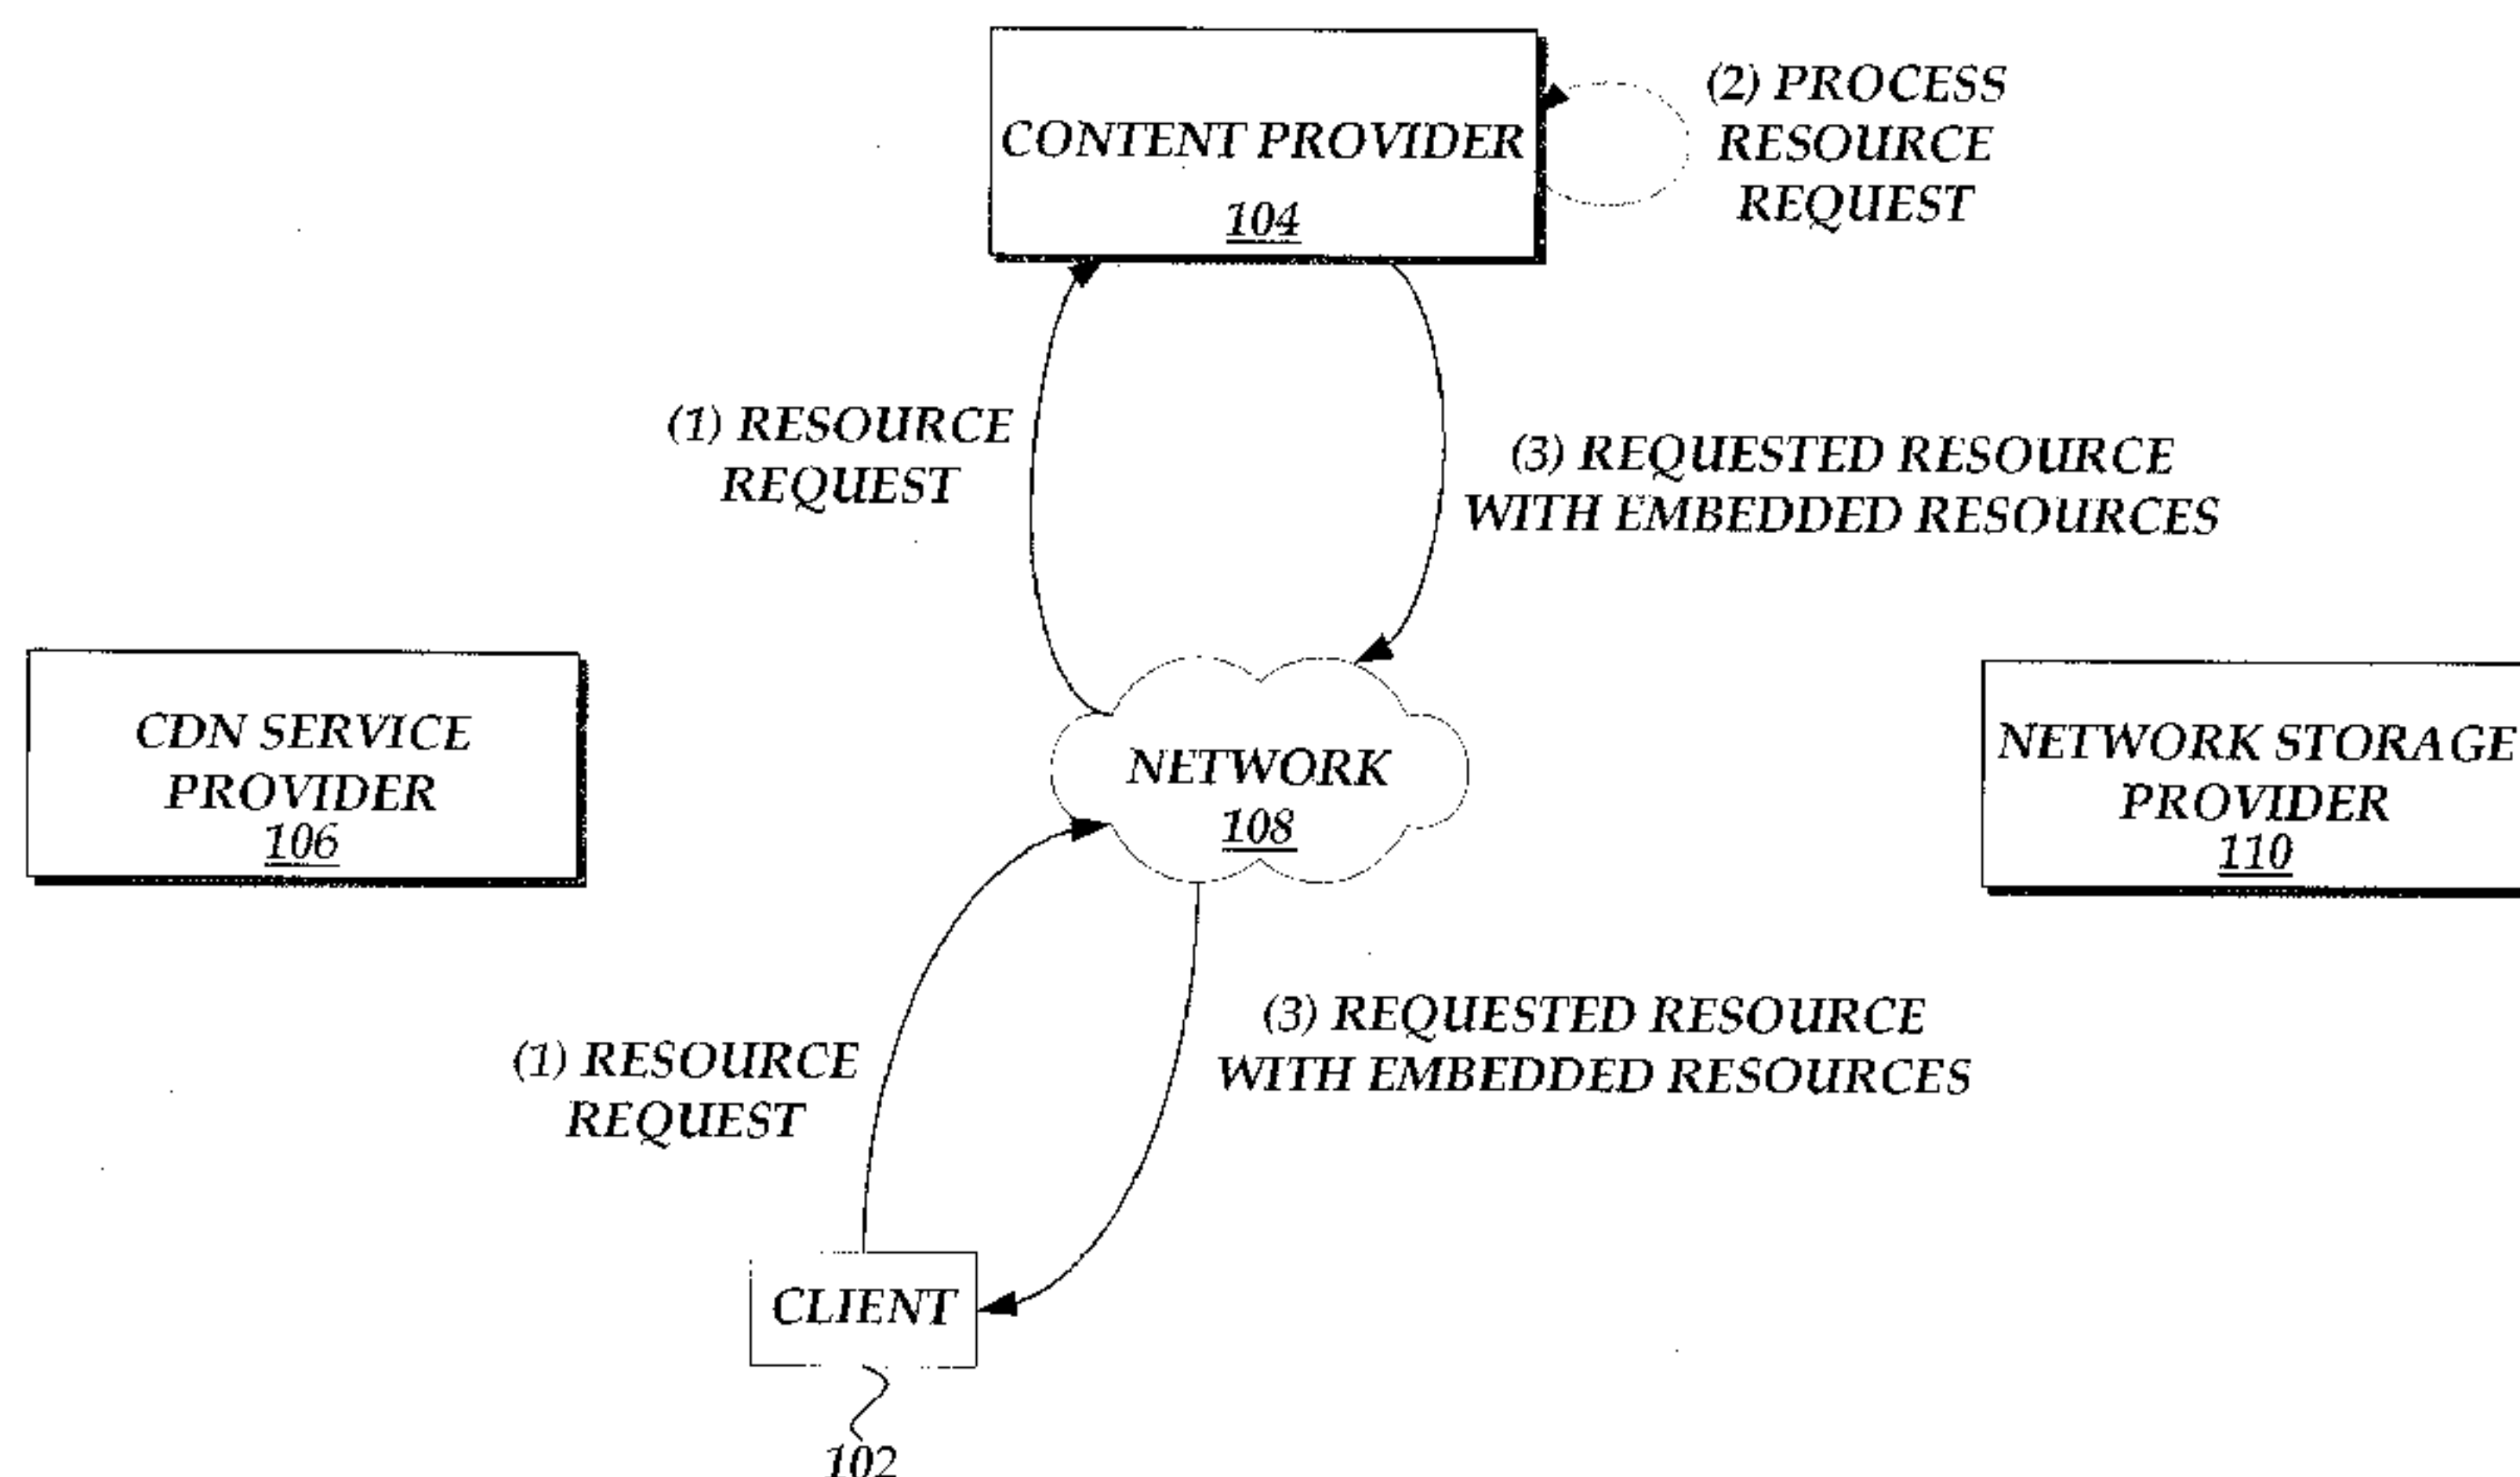 CONTENT PROVIDER
104
(2) PROCESS
RESOURCE
REQUEST
(1) RESOURCE
REQUEST
(3) REQUESTED RESOURCE
WITH EMBEDDED RESOURCES
CDN SERVICE
PROVIDER
106
NETWORK
108
NETWORK STORAGE
PROVIDER
110
(1) RESOURCE
REQUEST
(3) REQUESTED RESOURCE
WITH EMBEDDED RESOURCES
CLIENT
102